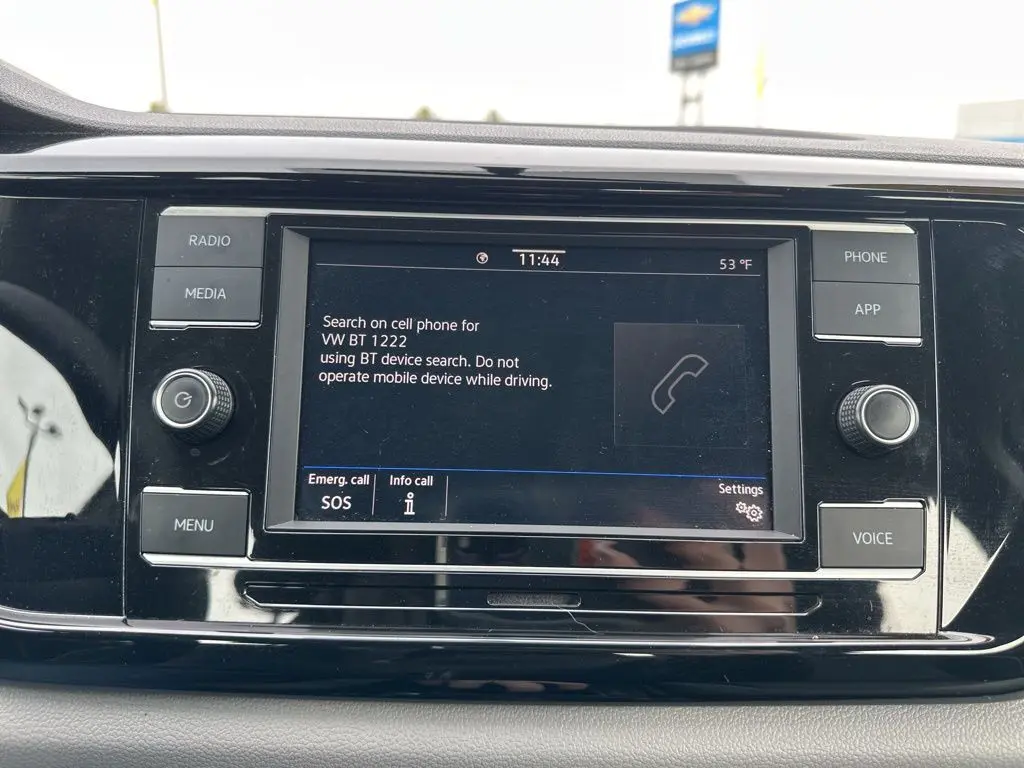 RADIO
MEDIA
MENU
11:44
53 °F
Search on cell phone for
VW BT 1222
using BT device search. Do not
operate mobile device while driving.
Emerg. call
SOS
Info call
Settings
PHONE
APP
VOICE